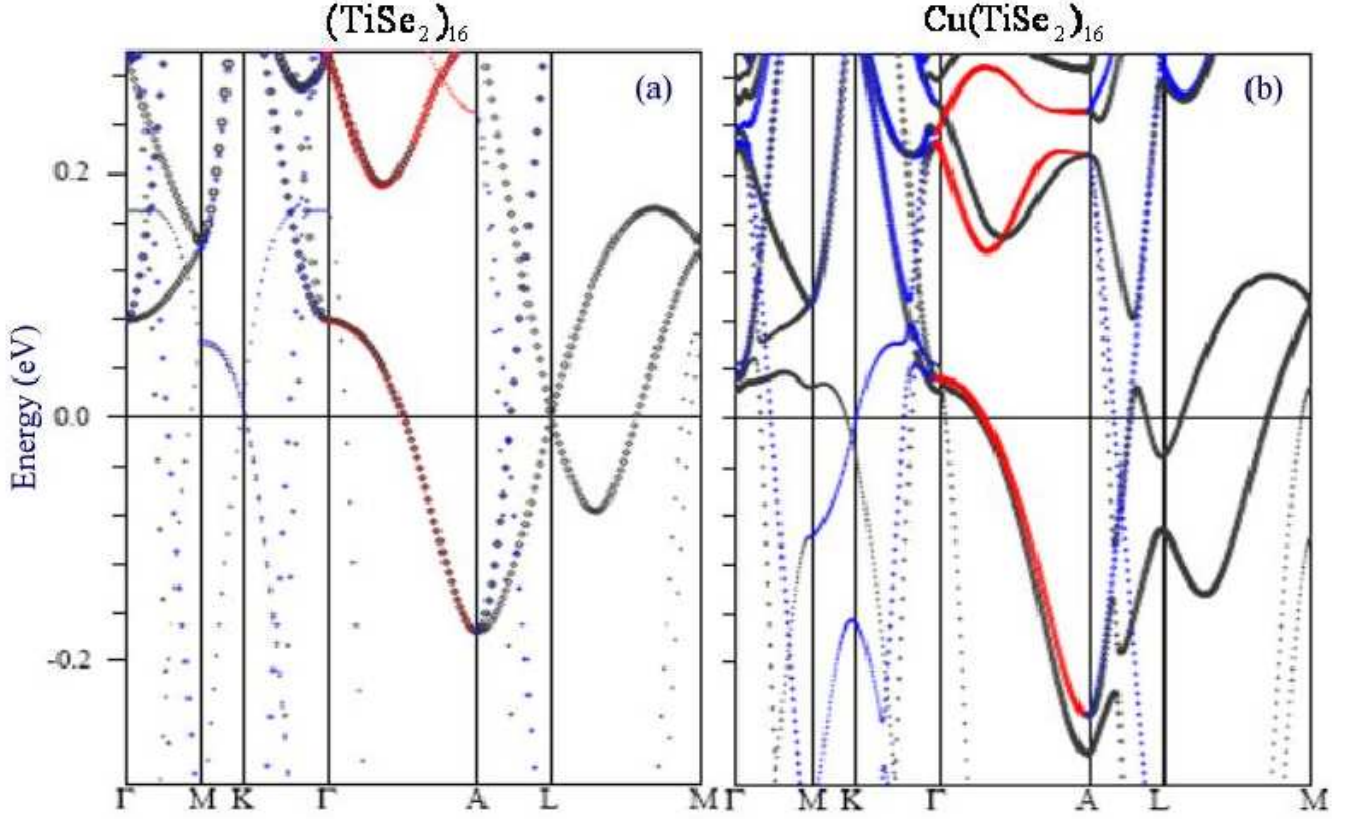 (TiSe₂)₁₆ Cu(TiSe₂)₁₆
(a) (b)
0.2
0.0
-0.2
Energy (eV)
Γ M K Γ A L M Γ M K Γ A L M